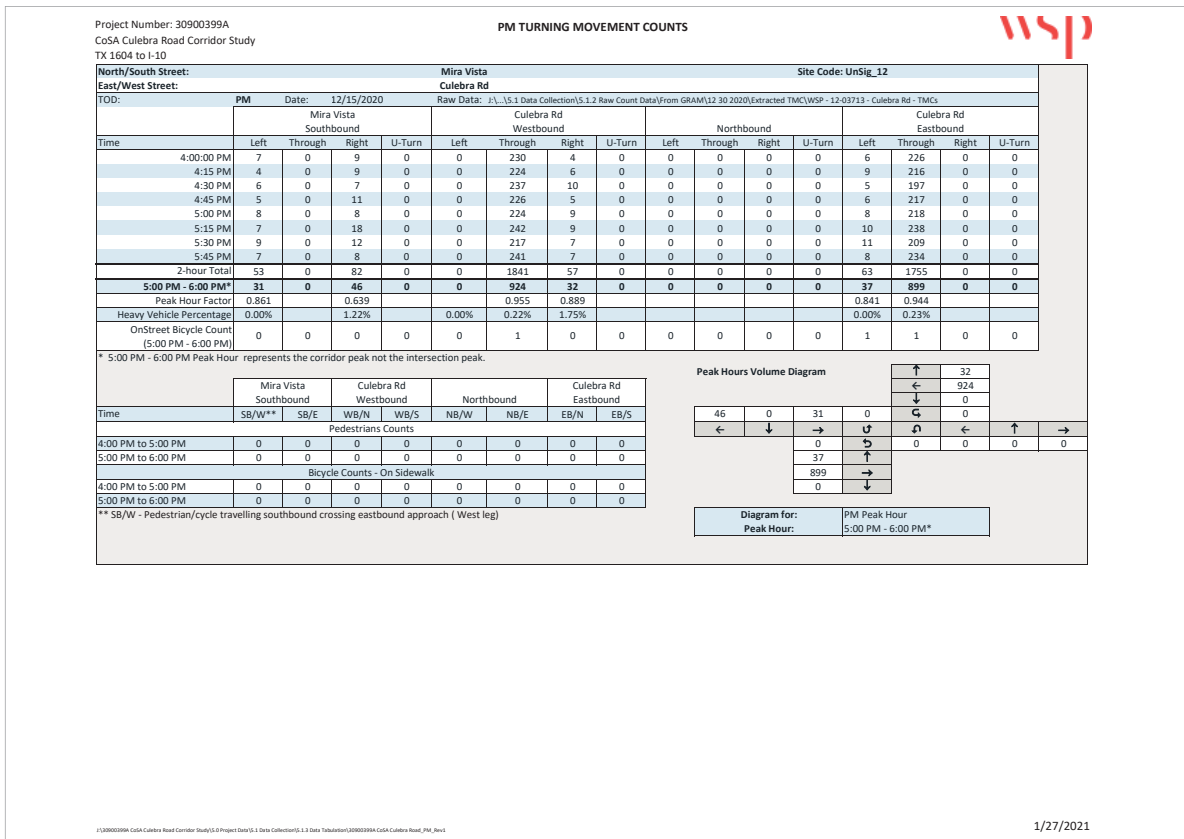 Project Number: 30900399A
PM TURNING MOVEMENT COUNTS
wsp
CoSA Culebra Road Corridor Study
TX 1604 to I-10
North/South Street: Mira Vista Site Code: UnSig_12
East/West Street: Culebra Rd
TOD: PM Date: 12/15/2020 Raw Data: J:\...\5.1 Data Collection\5.1.2 Raw Count Data\From GRAM\12 30 2020\Extracted TMC\WSP - 12-03713 - Culebra Rd - TMCs
Mira Vista Culebra Rd Culebra Rd
Southbound Westbound Northbound Eastbound
Time Left Through Right U-Turn Left Through Right U-Turn Left Through Right U-Turn Left Through Right U-Turn
4:00:00 PM 7 0 9 0 0 230 4 0 0 0 0 0 6 226 0 0
4:15 PM 4 0 9 0 0 224 6 0 0 0 0 0 9 216 0 0
4:30 PM 6 0 7 0 0 237 10 0 0 0 0 0 5 197 0 0
4:45 PM 5 0 11 0 0 226 5 0 0 0 0 0 6 217 0 0
5:00 PM 8 0 8 0 0 224 9 0 0 0 0 0 8 218 0 0
5:15 PM 7 0 18 0 0 242 9 0 0 0 0 0 10 238 0 0
5:30 PM 9 0 12 0 0 217 7 0 0 0 0 0 11 209 0 0
5:45 PM 7 0 8 0 0 241 7 0 0 0 0 0 8 234 0 0
2-hour Total 53 0 82 0 0 1841 57 0 0 0 0 0 63 1755 0 0
5:00 PM - 6:00 PM* 31 0 46 0 0 924 32 0 0 0 0 0 37 899 0 0
Peak Hour Factor 0.861 0.639 0.955 0.889 0.841 0.944
Heavy Vehicle Percentage 0.00% 1.22% 0.00% 0.22% 1.75% 0.00% 0.23%
OnStreet Bicycle Count
(5:00 PM - 6:00 PM) 0 0 0 0 0 1 0 0 0 0 0 0 1 1 0 0
* 5:00 PM - 6:00 PM Peak Hour represents the corridor peak not the intersection peak.
Mira Vista Culebra Rd Culebra Rd
Southbound Westbound Northbound Eastbound
Time SB/W** SB/E WB/N WB/S NB/W NB/E EB/N EB/S
Pedestrians Counts
4:00 PM to 5:00 PM 0 0 0 0 0 0 0 0
5:00 PM to 6:00 PM 0 0 0 0 0 0 0 0
Bicycle Counts - On Sidewalk
4:00 PM to 5:00 PM 0 0 0 0 0 0 0 0
5:00 PM to 6:00 PM 0 0 0 0 0 0 0 0
** SB/W - Pedestrian/cycle travelling southbound crossing eastbound approach ( West leg)
Peak Hours Volume Diagram ↑ 32
← 924
↓ 0
46 0 31 0 ↶ 0
← ↓ → ↺ ↷ ← ↑ →
0 ↶ 0 0 0 0
37 ↑
899 →
0 ↓
Diagram for: PM Peak Hour
Peak Hour: 5:00 PM - 6:00 PM*
J:\30900399A CoSA Culebra Road Corridor Study\5.0 Project Data\5.1 Data Collection\5.1.3 Data Tabulation\30900399A CoSA Culebra Road_PM_Rev1
1/27/2021